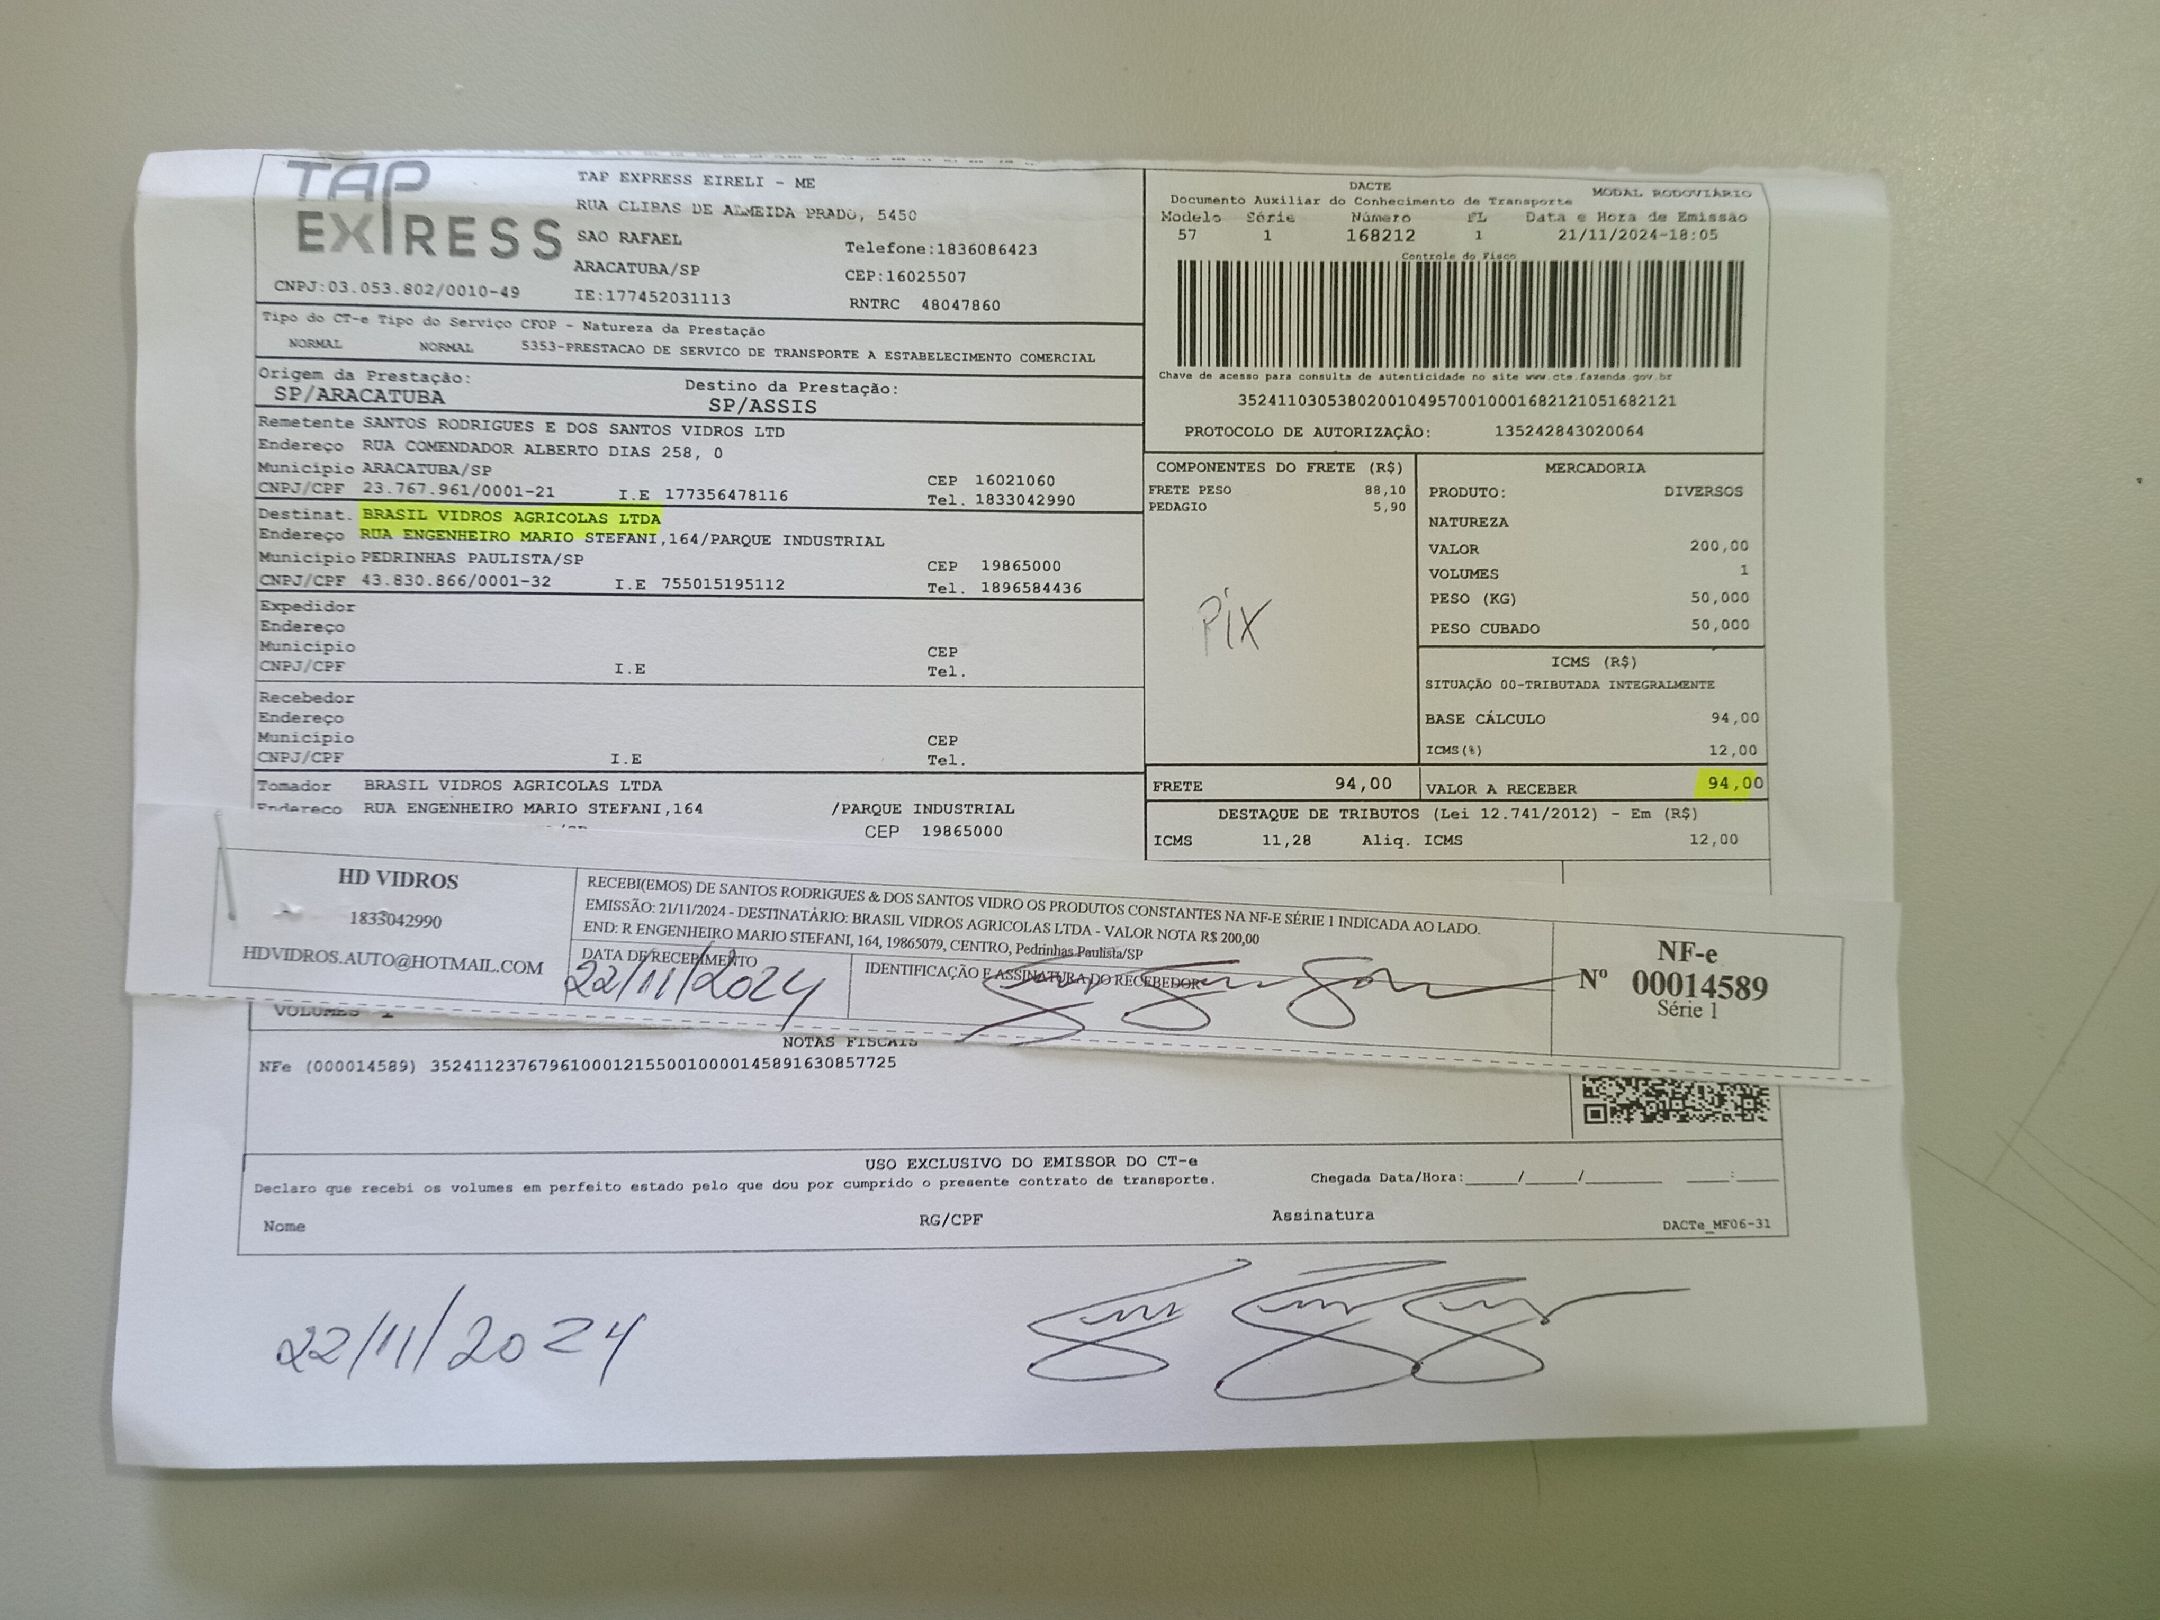 TAP EXPRESS
TAP EXPRESS EIRELI - ME
RUA CLIBAS DE ALMEIDA PRADO, 5450
SAO RAFAEL
Telefone:1836086423
ARACATUBA/SP
CEP:16025507
CNPJ:03.053.802/0010-49 IE:177452031113
RNTRC 48047860
DACTE MODAL RODOVIÁRIO
Documento Auxiliar do Conhecimento de Transporte
Modelo Série Número FL Data e Hora de Emissão
57 1 168212 1 21/11/2024-18:05
Controle do Fisco
Chave de acesso para consulta de autenticidade no site www.cte.fazenda.gov.br
35241103053802001049570010001682121051682121
PROTOCOLO DE AUTORIZAÇÃO: 135242843020064
Tipo do CT-e Tipo do Serviço CFOP - Natureza da Prestação
NORMAL NORMAL 5353-PRESTACAO DE SERVICO DE TRANSPORTE A ESTABELECIMENTO COMERCIAL
Origem da Prestação: Destino da Prestação:
SP/ARACATUBA SP/ASSIS
Remetente SANTOS RODRIGUES E DOS SANTOS VIDROS LTD
Endereço RUA COMENDADOR ALBERTO DIAS 258, 0
Município ARACATUBA/SP CEP 16021060
CNPJ/CPF 23.767.961/0001-21 I.E 177356478116 Tel. 1833042990
Destinat. BRASIL VIDROS AGRICOLAS LTDA
Endereço RUA ENGENHEIRO MARIO STEFANI,164/PARQUE INDUSTRIAL
Município PEDRINHAS PAULISTA/SP CEP 19865000
CNPJ/CPF 43.830.866/0001-32 I.E 755015195112 Tel. 1896584436
Expedidor
Endereço
Município CEP
CNPJ/CPF I.E Tel.
Recebedor
Endereço
Município CEP
CNPJ/CPF I.E Tel.
Tomador BRASIL VIDROS AGRICOLAS LTDA
Endereço RUA ENGENHEIRO MARIO STEFANI,164 /PARQUE INDUSTRIAL
CEP 19865000
COMPONENTES DO FRETE (R$)
FRETE PESO 88,10
PEDAGIO 5,90
PIX
MERCADORIA
PRODUTO: DIVERSOS
NATUREZA
VALOR 200,00
VOLUMES 1
PESO (KG) 50,000
PESO CUBADO 50,000
ICMS (R$)
SITUAÇÃO 00-TRIBUTADA INTEGRALMENTE
BASE CÁLCULO 94,00
ICMS(%) 12,00
FRETE 94,00 VALOR A RECEBER 94,00
DESTAQUE DE TRIBUTOS (Lei 12.741/2012) - Em (R$)
ICMS 11,28 Aliq. ICMS 12,00
HD VIDROS
1833042990
HDVIDROS.AUTO@HOTMAIL.COM
RECEBI(EMOS) DE SANTOS RODRIGUES & DOS SANTOS VIDRO OS PRODUTOS CONSTANTES NA NF-E SÉRIE 1 INDICADA AO LADO.
EMISSÃO: 21/11/2024 - DESTINATÁRIO: BRASIL VIDROS AGRICOLAS LTDA - VALOR NOTA R$ 200,00
END: R ENGENHEIRO MARIO STEFANI, 164, 19865079, CENTRO, Pedrinhas Paulista/SP
DATA DE RECEBIMENTO
22/11/2024
IDENTIFICAÇÃO E ASSINATURA DO RECEBEDOR
NF-e
Nº 00014589
Série 1
VOLUMES 1
NOTAS FISCAIS
NFe (000014589) 35241123767961000121550010000145891630857725
USO EXCLUSIVO DO EMISSOR DO CT-e
Declaro que recebi os volumes em perfeito estado pelo que dou por cumprido o presente contrato de transporte.
Chegada Data/Hora:_____/_____/_______ ____:____
Nome RG/CPF Assinatura
DACTe_MF06-31
22/11/2024